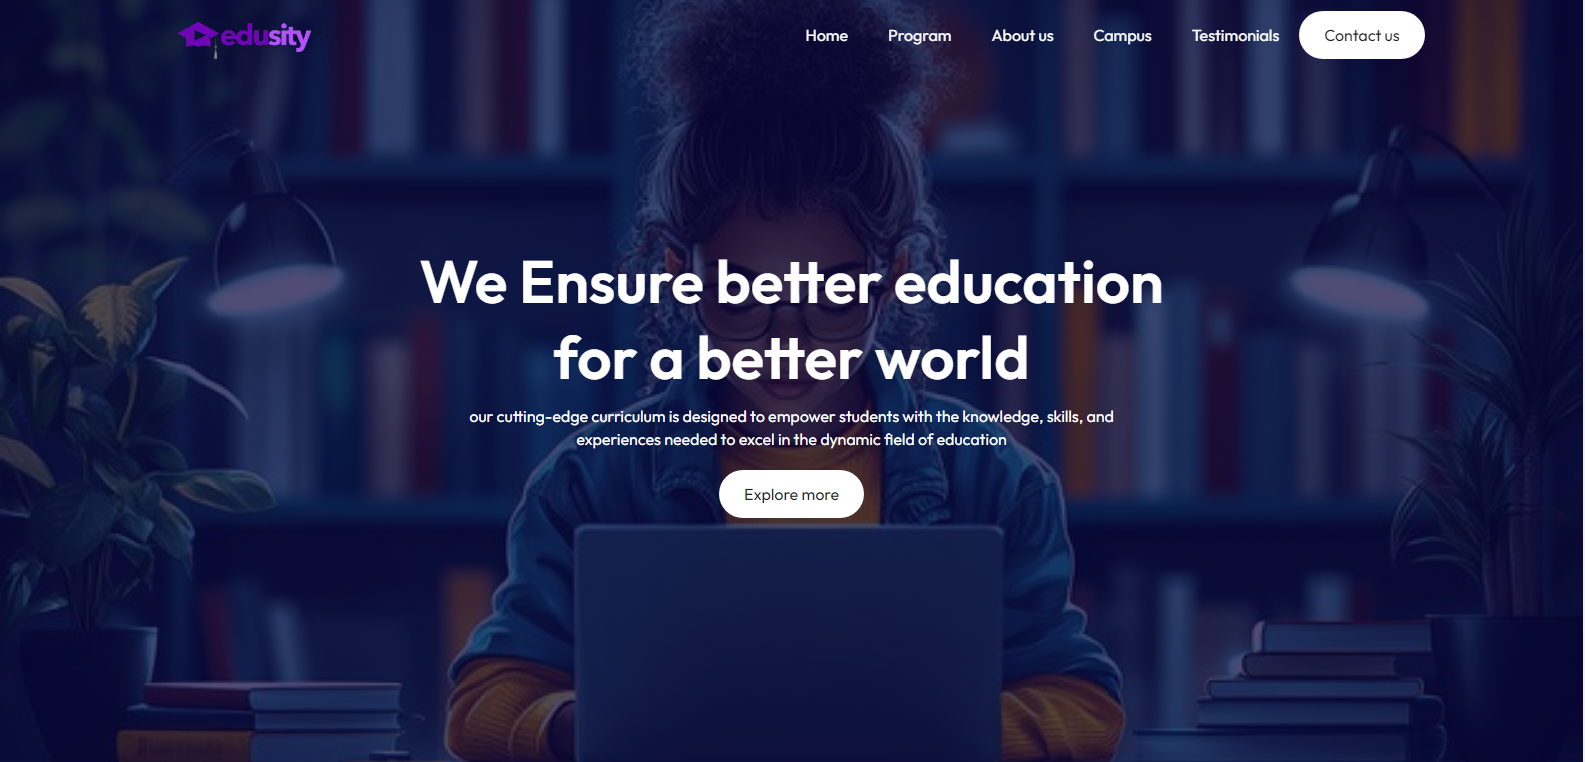 edusity
Home
Program
About us
Campus
Testimonials
Contact us
We Ensure better education
for a better world
our cutting-edge curriculum is designed to empower students with the knowledge, skills, and
experiences needed to excel in the dynamic field of education
Explore more